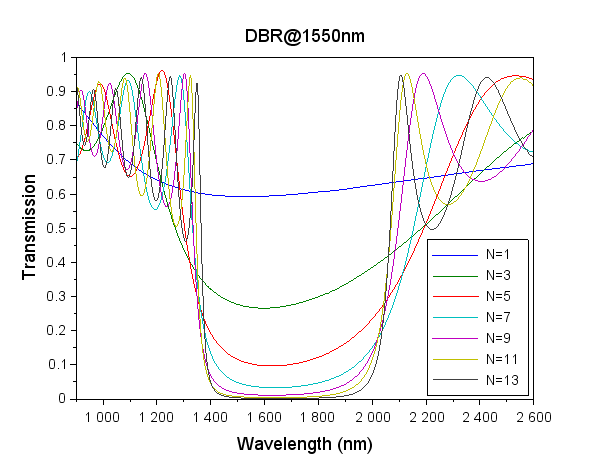 DBR@1550nm
Transmission
1
0.9
0.8
0.7
0.6
0.5
0.4
0.3
0.2
0.1
0
N=1
N=3
N=5
N=7
N=9
N=11
N=13
1 000 1 200 1 400 1 600 1 800 2 000 2 200 2 400 2 600
Wavelength (nm)